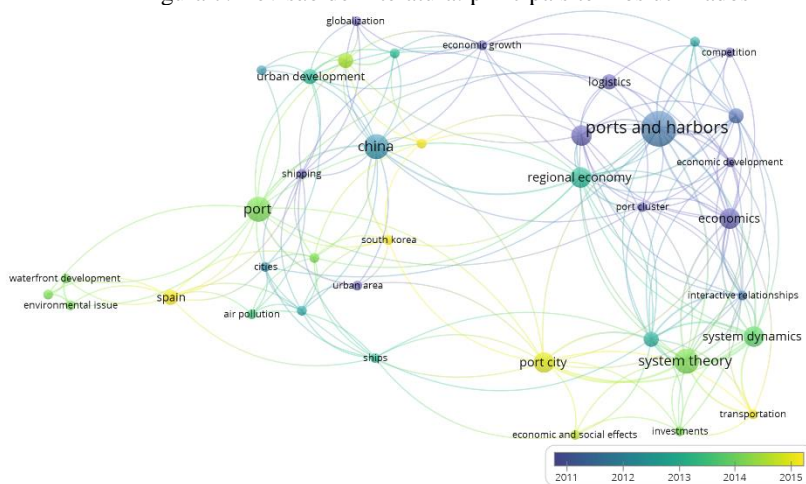 globalization
economic growth
competition
urban development
logistics
ports and harbors
china
economic development
shipping
regional economy
port
port cluster
economics
south korea
cities
waterfront development
urban area
spain
interactive relationships
environmental issue
air pollution
system dynamics
ships
port city
system theory
transportation
economic and social effects
investments
2011 2012 2013 2014 2015